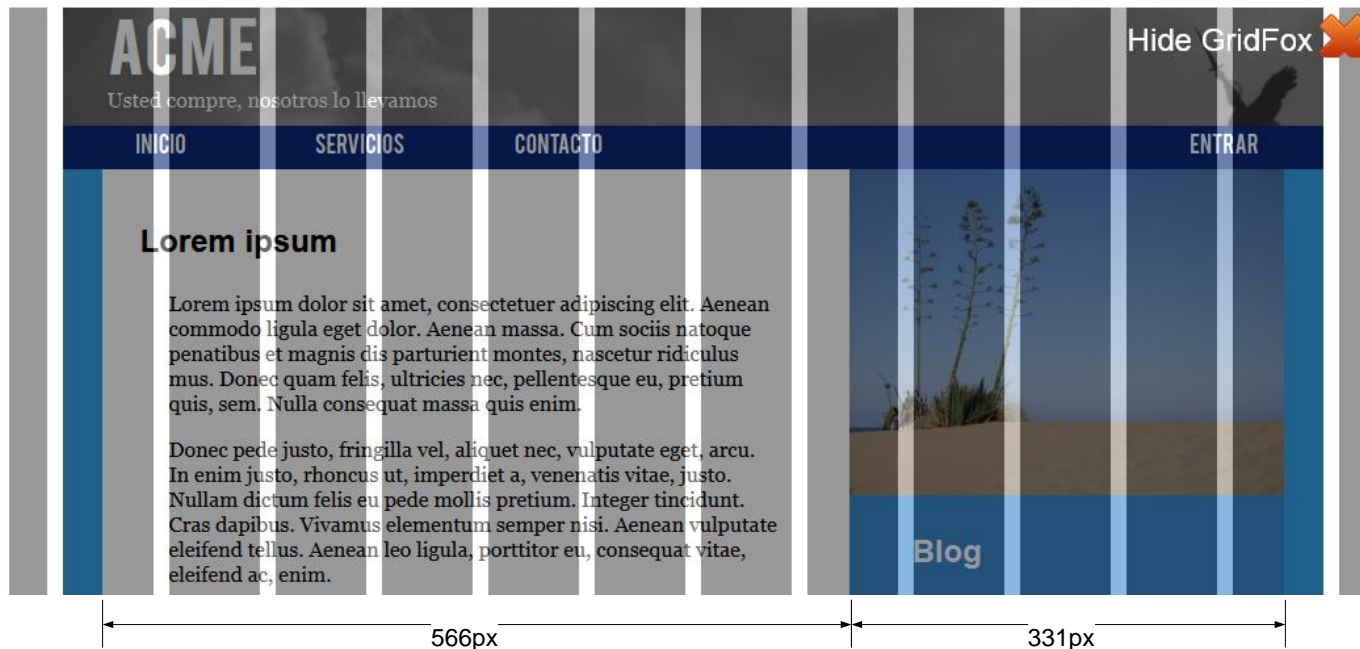 ACME
Hide GridFox
Usted compre, nosotros lo llevamos
INICIO SERVICIOS CONTACTO ENTRAR
Lorem ipsum
Lorem ipsum dolor sit amet, consectetuer adipiscing elit. Aenean
commodo ligula eget dolor. Aenean massa. Cum sociis natoque
penatibus et magnis dis parturient montes, nascetur ridiculus
mus. Donec quam felis, ultricies nec, pellentesque eu, pretium
quis, sem. Nulla consequat massa quis enim.
Donec pede justo, fringilla vel, aliquet nec, vulputate eget, arcu.
In enim justo, rhoncus ut, imperdiet a, venenatis vitae, justo.
Nullam dictum felis eu pede mollis pretium. Integer tincidunt.
Cras dapibus. Vivamus elementum semper nisi. Aenean vulputate
eleifend tellus. Aenean leo ligula, porttitor eu, consequat vitae,
eleifend ac, enim.
Blog
566px 331px